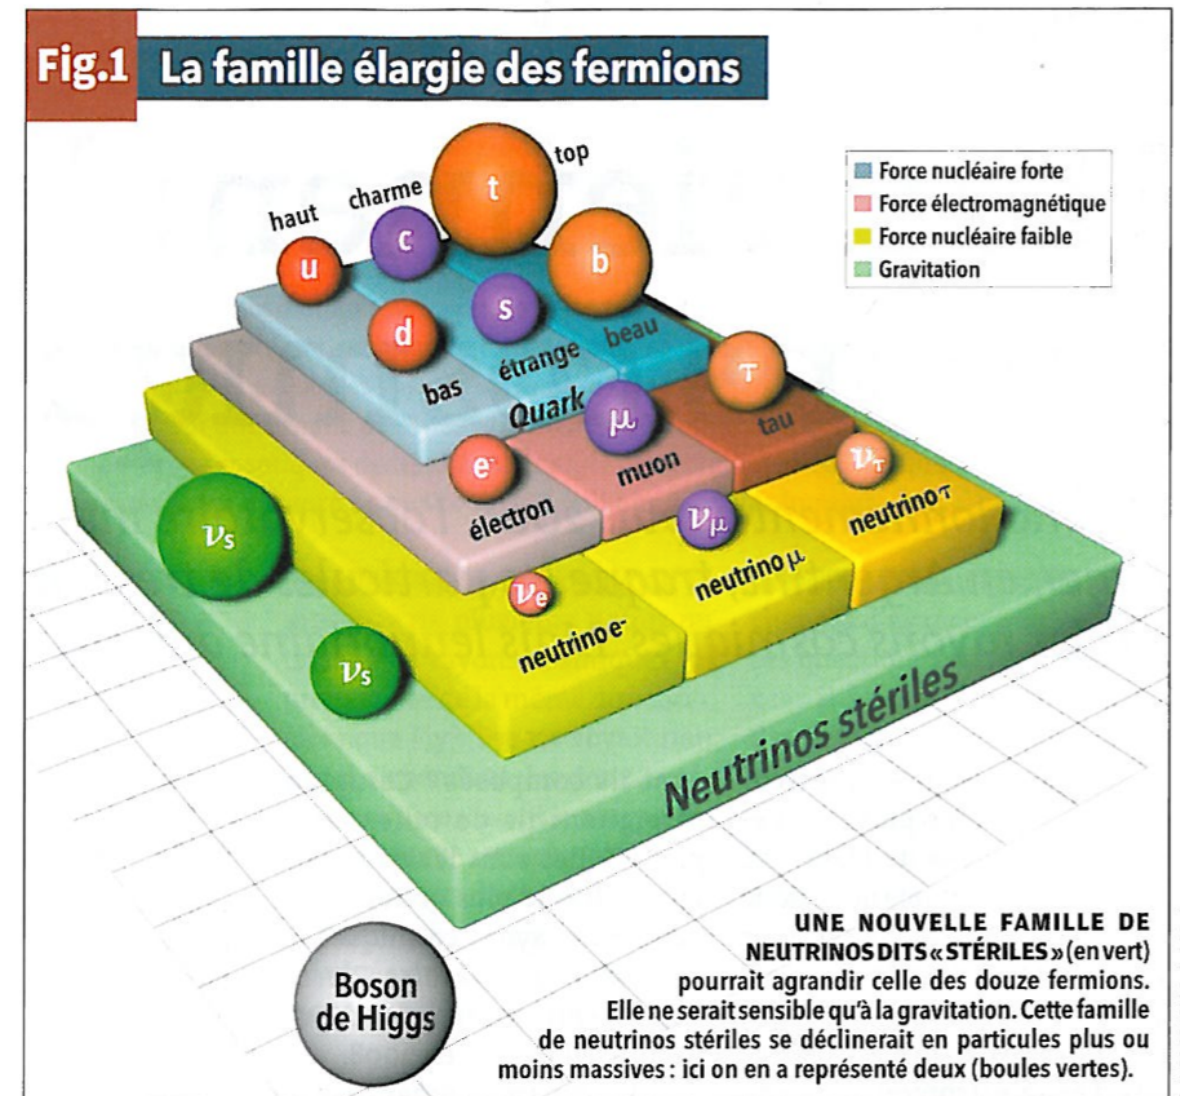 Fig.1
La famille élargie des fermions
Force nucléaire forte
Force électromagnétique
Force nucléaire faible
Gravitation
top
t
charme
c
haut
u
b
beau
s
étrange
d
bas
Quark
τ
tau
μ
muon
e⁻
électron
ντ
neutrino τ
νμ
neutrino μ
νe
neutrino e⁻
νs
νs
Neutrinos stériles
Boson
de Higgs
UNE NOUVELLE FAMILLE DE
NEUTRINOS DITS « STÉRILES » (en vert)
pourrait agrandir celle des douze fermions.
Elle ne serait sensible qu'à la gravitation. Cette famille
de neutrinos stériles se déclinerait en particules plus ou
moins massives : ici on en a représenté deux (boules vertes).